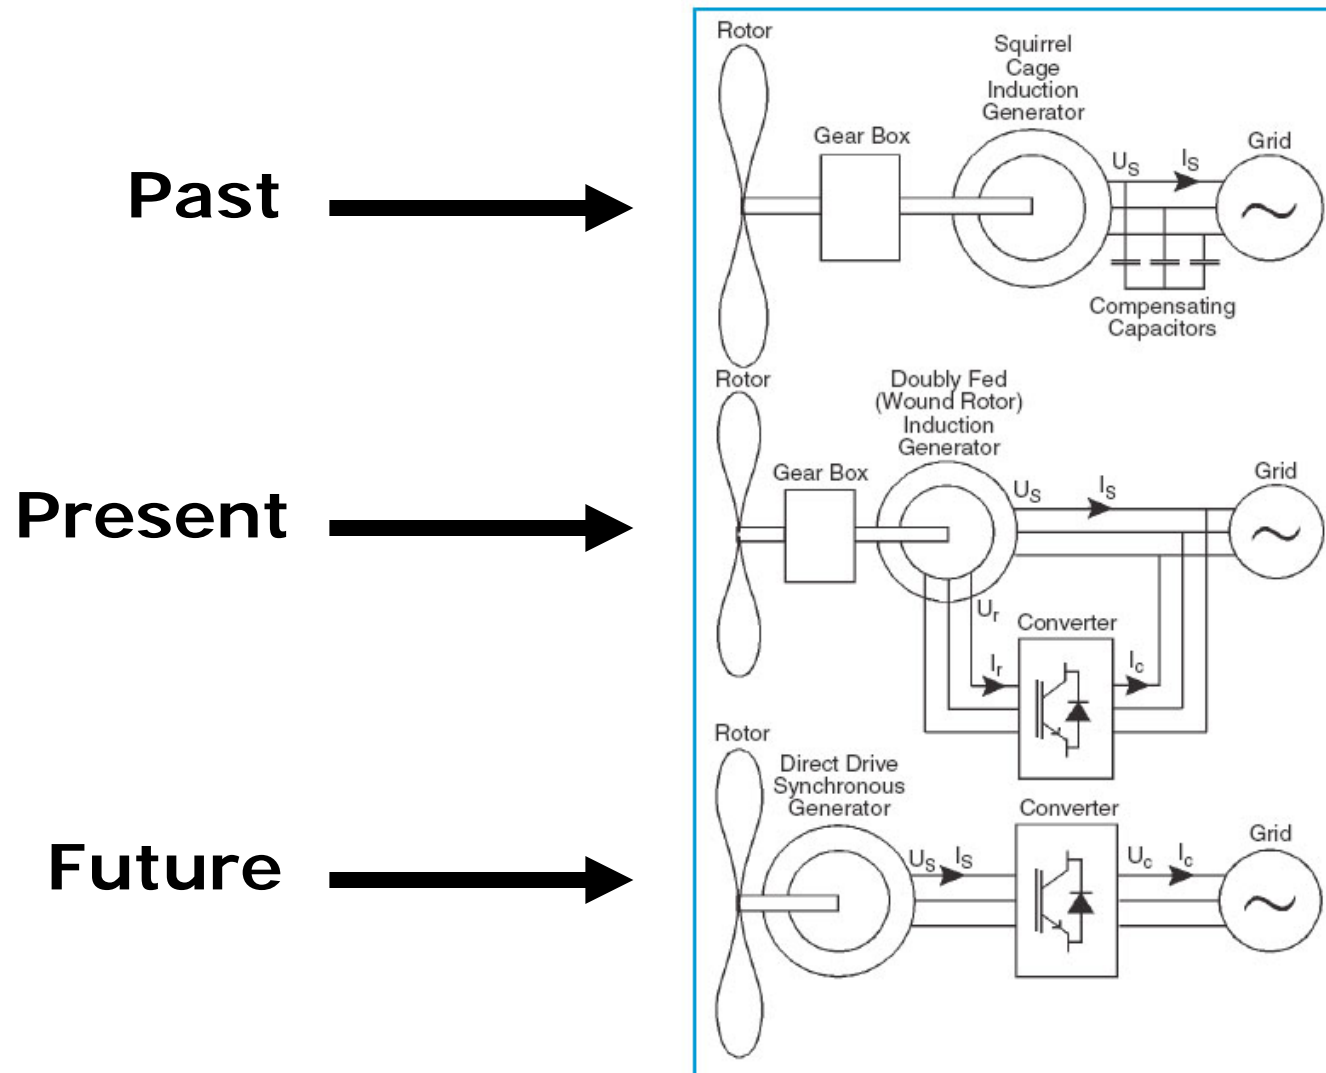 Past
Rotor
Squirrel
Cage
Induction
Generator
Gear Box
Grid
US
IS
Compensating
Capacitors
Present
Rotor
Doubly Fed
(Wound Rotor)
Induction
Generator
Gear Box
Grid
US
IS
Ur
Converter
Ir
Ic
Future
Rotor
Direct Drive
Synchronous
Generator
Converter
Grid
US
IS
Uc
Ic